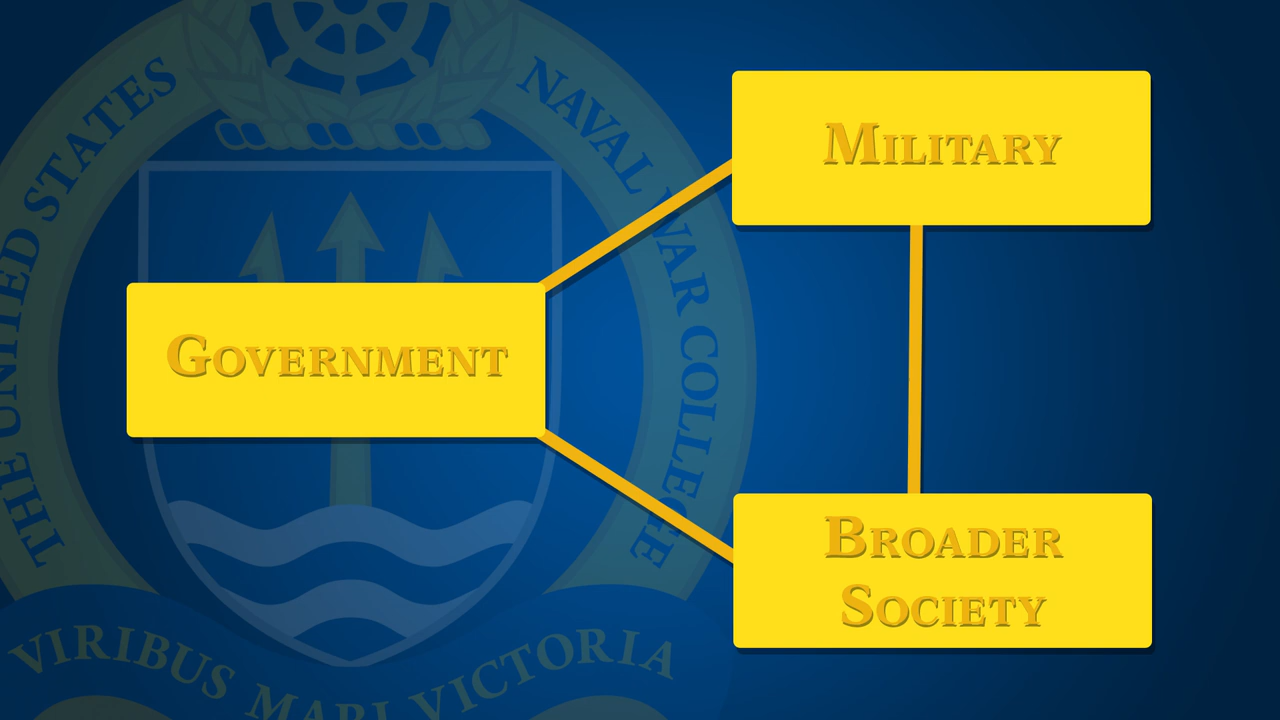 THE UNITED STATES NAVAL WAR COLLEGE
MILITARY
GOVERNMENT
BROADER
SOCIETY
VIRIBUS MARI VICTORIA